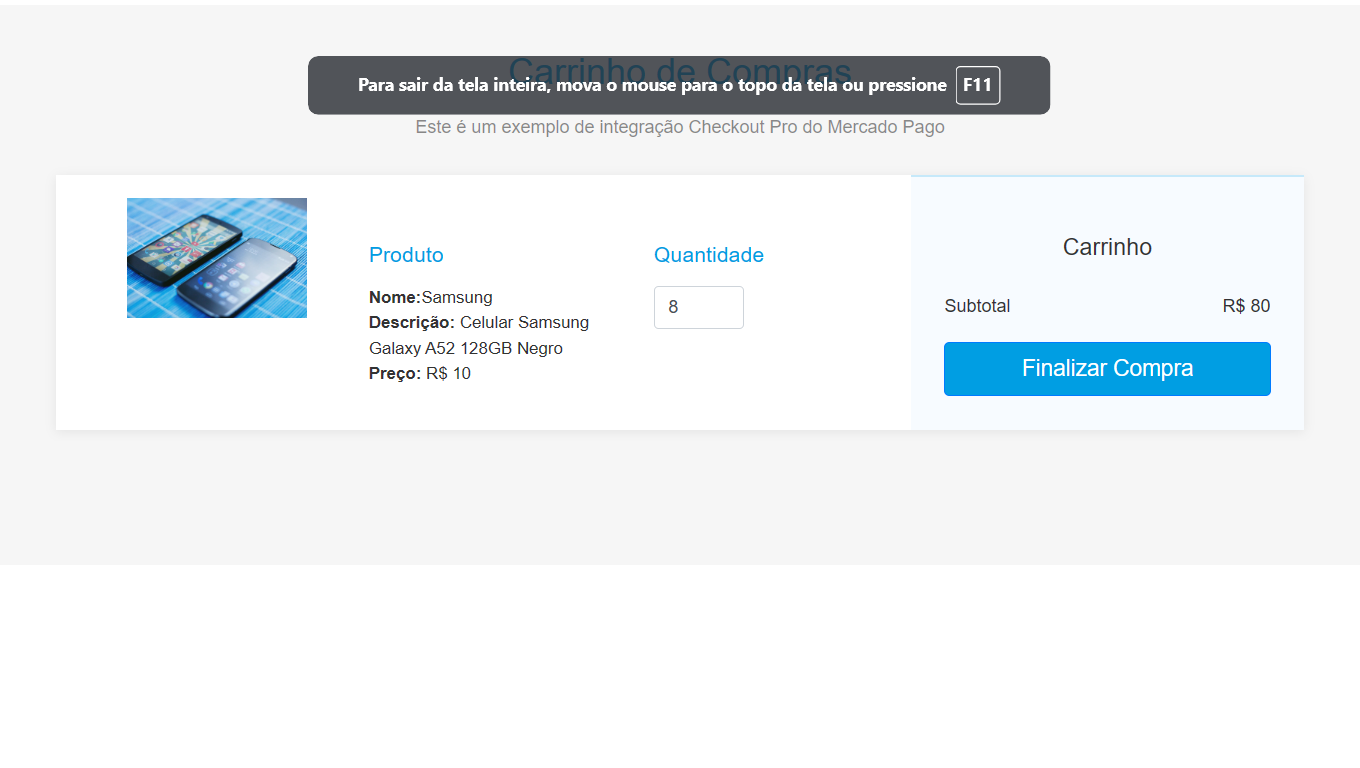 Carrinho de Compras
Para sair da tela inteira, mova o mouse para o topo da tela ou pressione F11
Este é um exemplo de integração Checkout Pro do Mercado Pago
Produto
Nome:Samsung
Descrição: Celular Samsung
Galaxy A52 128GB Negro
Preço: R$ 10
Quantidade
8
Carrinho
Subtotal R$ 80
Finalizar Compra